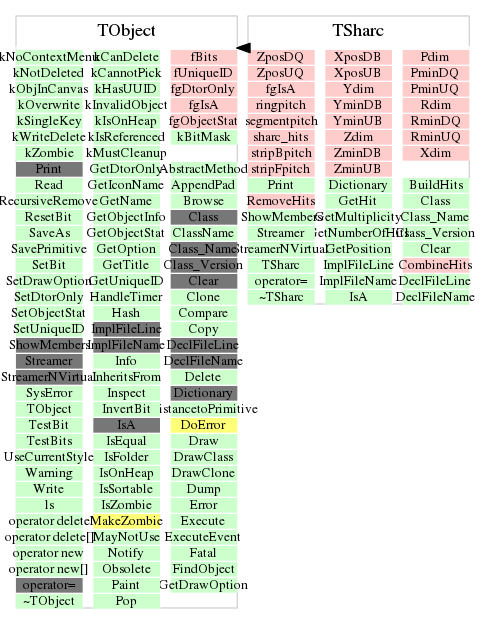 TObject TSharc
kNoContextMenu kCanDelete fBits ZposDQ XposDB Pdim
kNotDeleted kCannotPick fUniqueID ZposUQ XposUB PminDQ
kObjInCanvas kHasUUID fgDtorOnly Zpos Ydim PminUQ
kOverwrite kInvalidObject fgIsA ringpitch YminDB Rdim
kSingleKey kIsOnHeap fgObjectStat segmentpitch YminUB RminDQ
kWriteDelete kIsReferenced kBitMask sharc_hits Zdim RminUQ
kZombie kMustCleanup stripBpitch ZminDB Xdim
Print GetDtorOnly AbstractMethod stripFpitch ZminUB
Read GetIconName AppendPad Print Dictionary BuildHits
RecursiveRemove GetName Browse RemoveHits GetHit Class
ResetBit GetObjectInfo Class ShowMembers GetMultiplicity Class_Name
SaveAs GetObjectStat ClassName Streamer GetNumberOfHits Class_Version
SavePrimitive GetOption Class_Name StreamerNVirtual GetPosition Clear
SetBit GetTitle Class_Version TSharc ImplFileLine CombineHits
SetDrawOption GetUniqueID Clear operator= ImplFileName DeclFileLine
SetDtorOnly HandleTimer Clone ~TSharc IsA DeclFileName
SetObjectStat Hash Compare
SetUniqueID ImplFileLine Copy
ShowMembers ImplFileName DeclFileLine
Streamer Info DeclFileName
StreamerNVirtual InheritsFrom Delete
SysError Inspect Dictionary
TObject InvertBit istancetoPrimitive
TestBit IsA DoError
TestBits IsEqual Draw
UseCurrentStyle IsFolder DrawClass
Warning IsOnHeap DrawClone
Write IsSortable Dump
ls IsZombie Error
operator delete MakeZombie Execute
operator delete[] MayNotUse ExecuteEvent
operator new Notify Fatal
operator new[] Obsolete FindObject
operator= Paint GetDrawOption
~TObject Pop